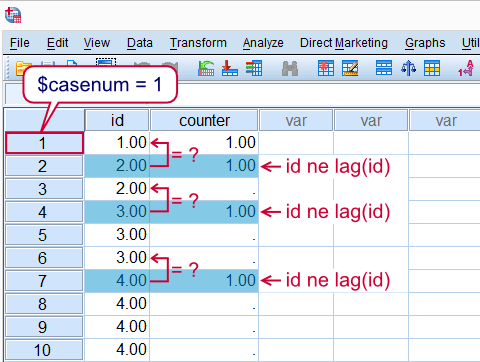 File Edit View Data Transform Analyze Direct Marketing Graphs Util
$casenum = 1
id counter var var var
1 1.00 1.00
= ?
2 2.00 1.00 id ne lag(id)
3 2.00 .
= ?
4 3.00 1.00 id ne lag(id)
5 3.00 .
6 3.00 .
= ?
7 4.00 1.00 id ne lag(id)
8 4.00 .
9 4.00 .
10 4.00 .